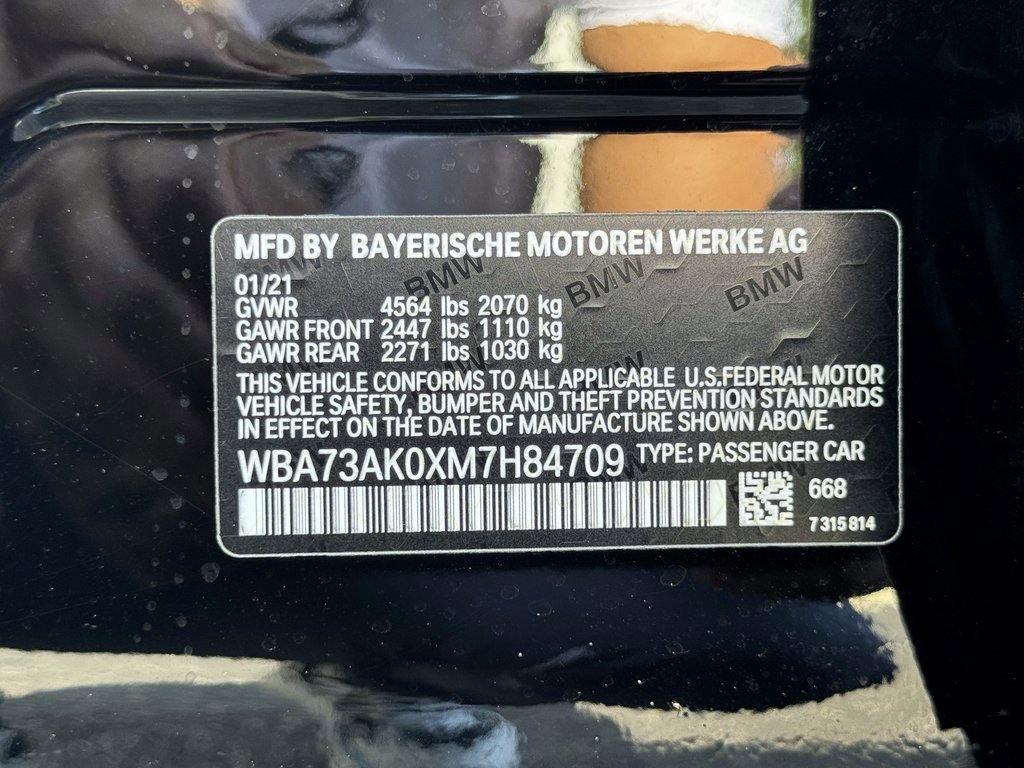 MFD BY BAYERISCHE MOTOREN WERKE AG
01/21
GVWR 4564 lbs 2070 kg
GAWR FRONT 2447 lbs 1110 kg
GAWR REAR 2271 lbs 1030 kg
THIS VEHICLE CONFORMS TO ALL APPLICABLE U.S.FEDERAL MOTOR
VEHICLE SAFETY, BUMPER AND THEFT PREVENTION STANDARDS
IN EFFECT ON THE DATE OF MANUFACTURE SHOWN ABOVE.
WBA73AK0XM7H84709 TYPE: PASSENGER CAR
668
7315814
BMW BMW BMW